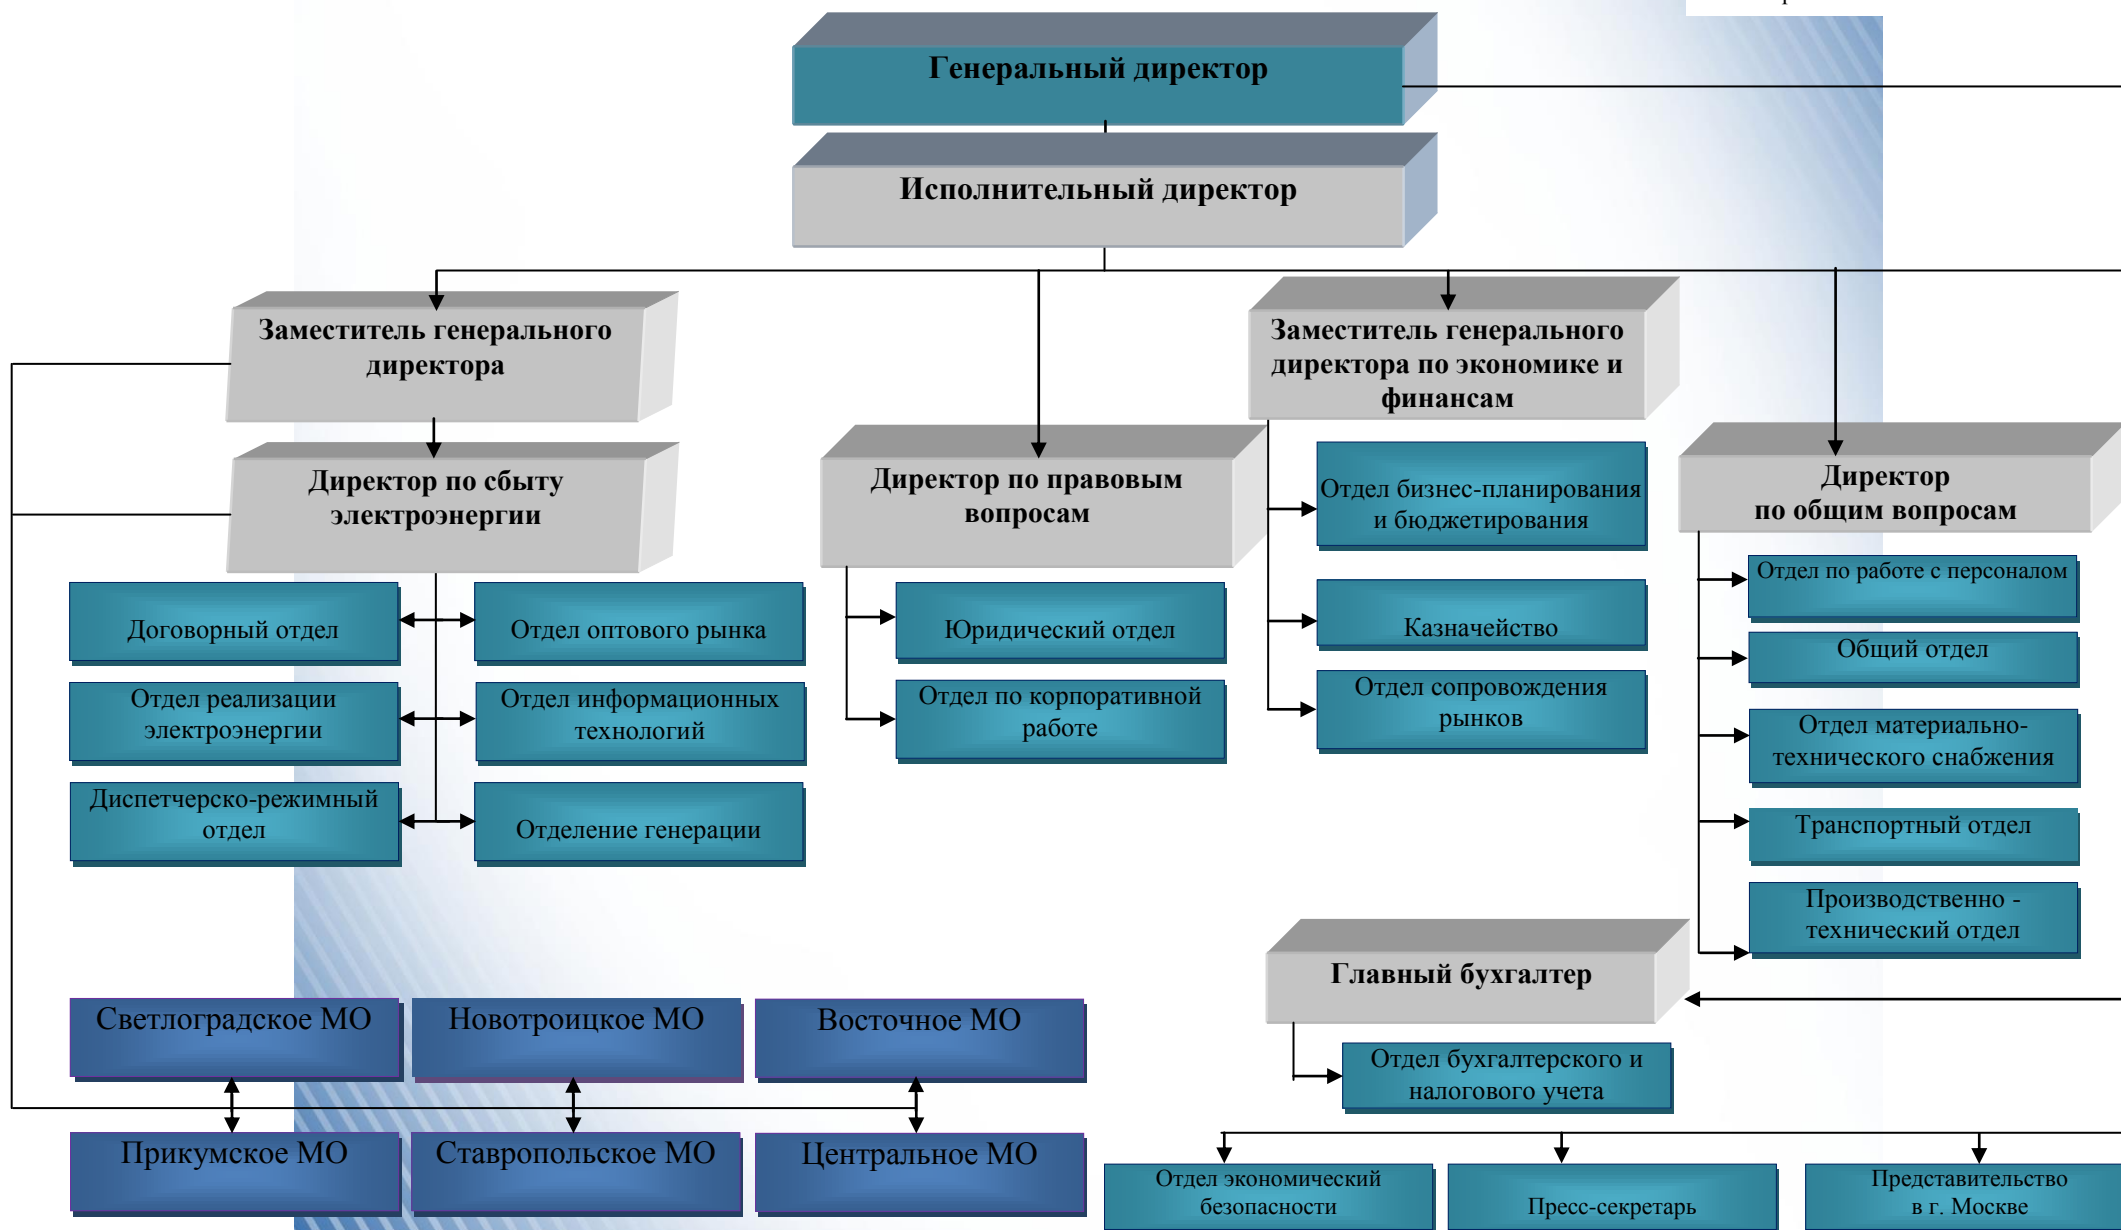 Генеральный директор
Исполнительный директор
Заместитель генерального
директора
Заместитель генерального
директора по экономике и
финансам
Директор по сбыту
электроэнергии
Директор по правовым
вопросам
Отдел бизнес-планирования
и бюджетирования
Казначейство
Отдел сопровождения
рынков
Директор
по общим вопросам
Договорный отдел
Отдел оптового рынка
Отдел реализации
электроэнергии
Отдел информационных
технологий
Диспетчерско-режимный
отдел
Отделение генерации
Юридический отдел
Отдел по корпоративной
работе
Отдел по работе с персоналом
Общий отдел
Отдел материально-
технического снабжения
Транспортный отдел
Производственно -
технический отдел
Главный бухгалтер
Отдел бухгалтерского и
налогового учета
Светлоградское МО
Новотроицкое МО
Восточное МО
Прикумское МО
Ставропольское МО
Центральное МО
Отдел экономический
безопасности
Пресс-секретарь
Представительство
в г. Москве